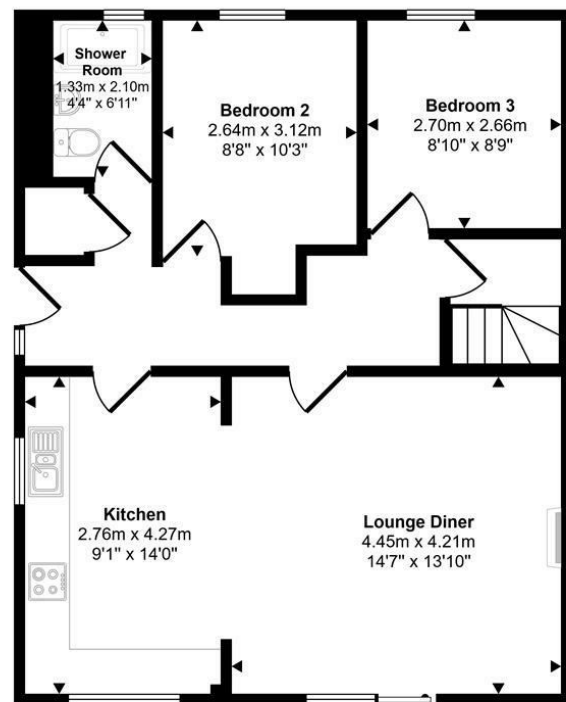 Shower
Room
1.33m x 2.10m
4'4" x 6'11"
Bedroom 2
2.64m x 3.12m
8'8" x 10'3"
Bedroom 3
2.70m x 2.66m
8'10" x 8'9"
Kitchen
2.76m x 4.27m
9'1" x 14'0"
Lounge Diner
4.45m x 4.21m
14'7" x 13'10"